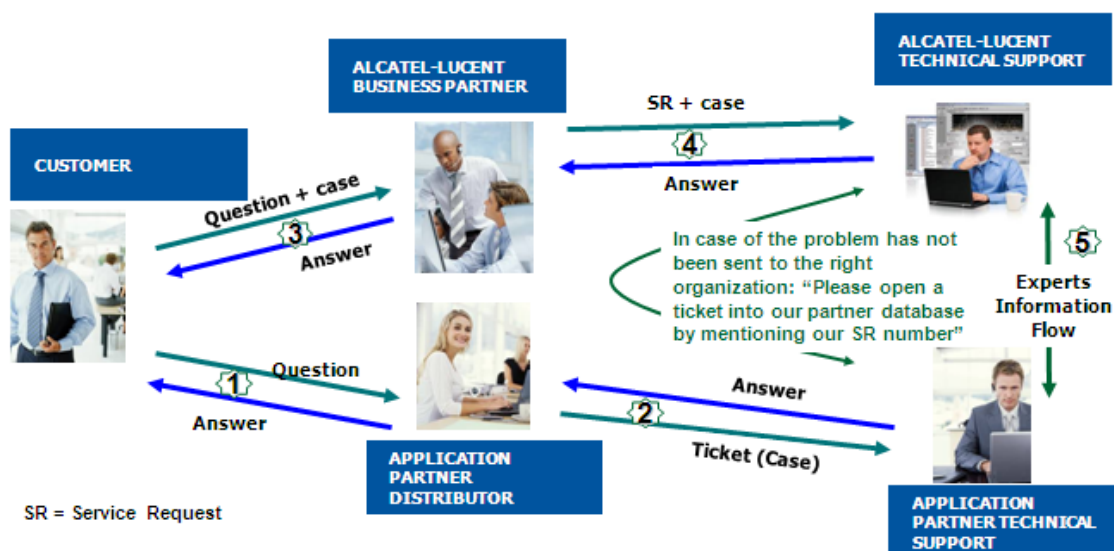 ALCATEL-LUCENT
BUSINESS PARTNER
ALCATEL-LUCENT
TECHNICAL SUPPORT
CUSTOMER
SR + case
4
Answer
Question + case
3
Answer
In case of the problem has not
been sent to the right
organization: “Please open a
ticket into our partner database
by mentioning our SR number”
5
Experts
Information
Flow
Question
1
Answer
Answer
2
Ticket (Case)
APPLICATION
PARTNER
DISTRIBUTOR
APPLICATION
PARTNER TECHNICAL
SUPPORT
SR = Service Request